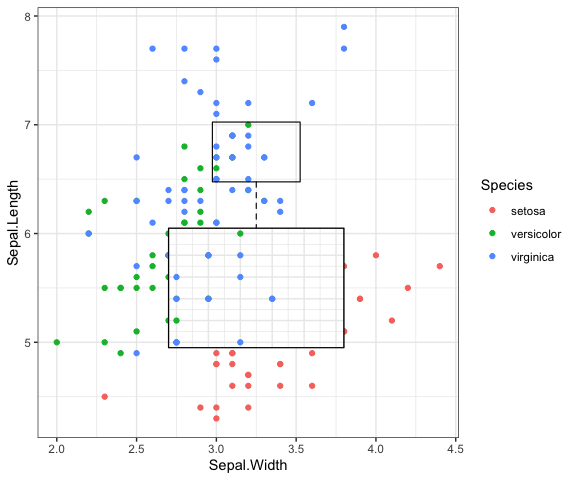 8
7
6
5
Sepal.Length
2.0 2.5 3.0 3.5 4.0 4.5
Sepal.Width
Species
setosa
versicolor
virginica